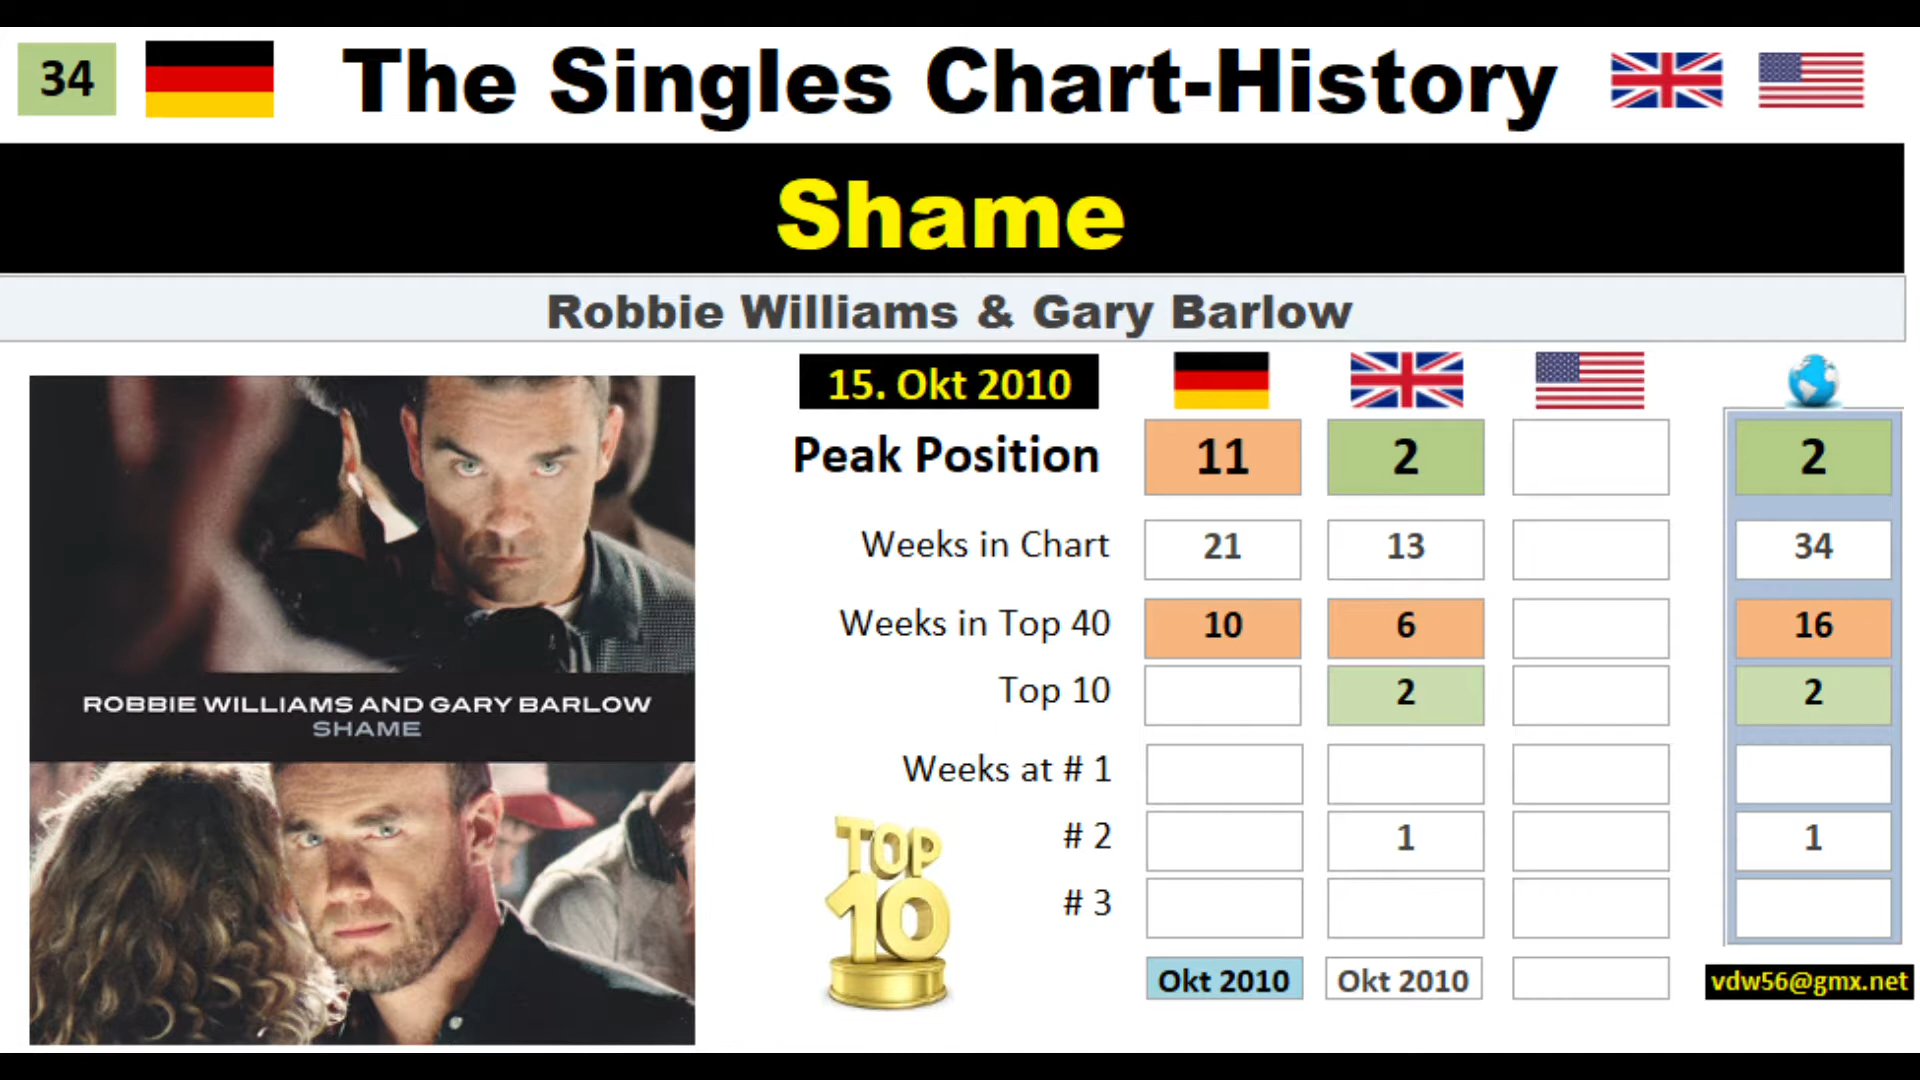 34 The Singles Chart-History
Shame
Robbie Williams & Gary Barlow
ROBBIE WILLIAMS AND GARY BARLOW
SHAME
15. Okt 2010
Peak Position 11 2 2
Weeks in Chart 21 13 34
Weeks in Top 40 10 6 16
Top 10 2 2
Weeks at # 1
# 2 1 1
# 3
TOP
10
Okt 2010 Okt 2010 vdw56@gmx.net